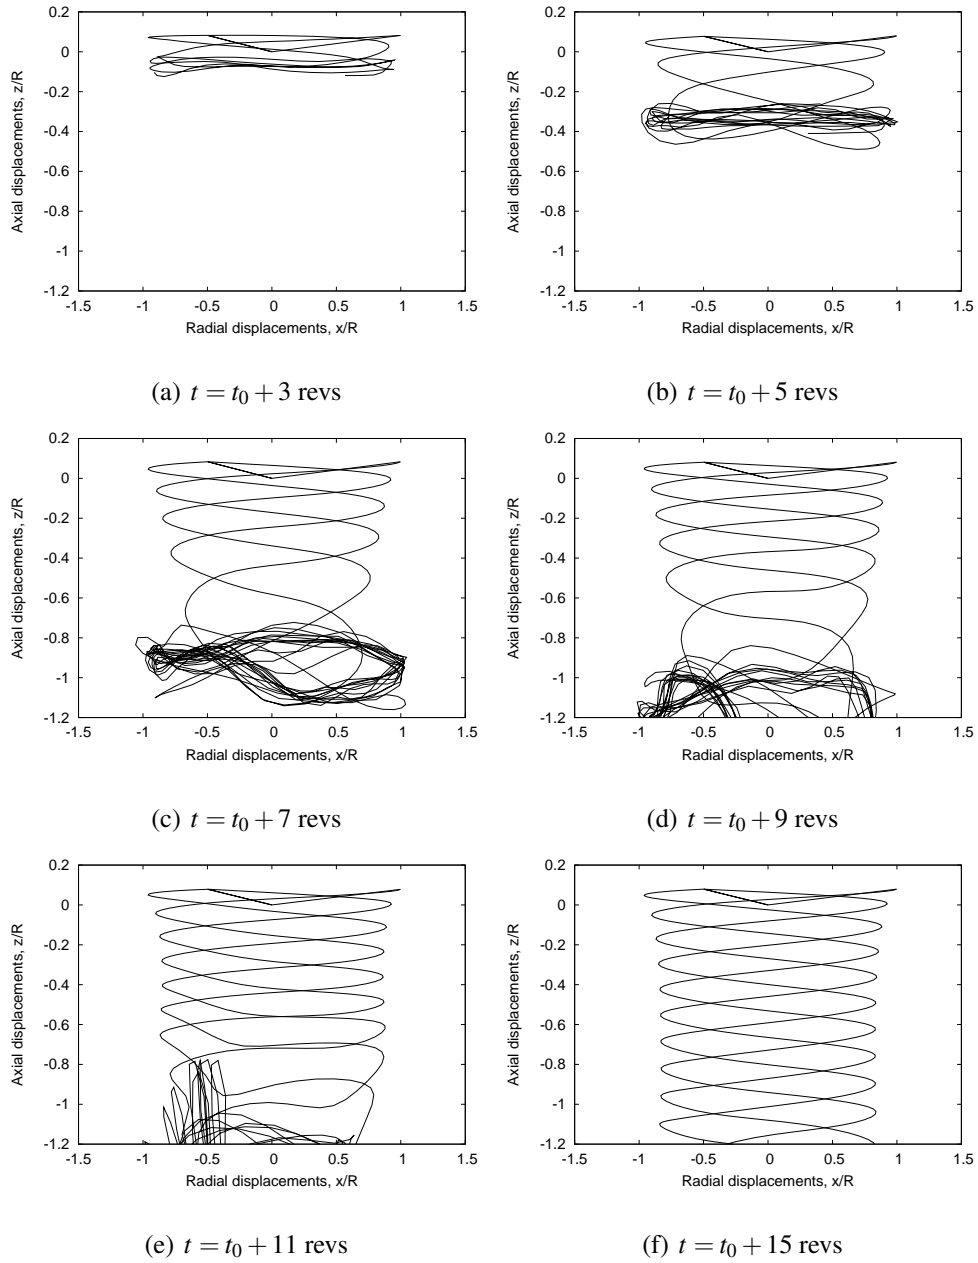 0.2
0
-0.2
-0.4
-0.6
-0.8
-1
-1.2
-1.5 -1 -0.5 0 0.5 1 1.5
Axial displacements, z/R
Radial displacements, x/R
(a) t = t0 + 3 revs
0.2
0
-0.2
-0.4
-0.6
-0.8
-1
-1.2
-1.5 -1 -0.5 0 0.5 1 1.5
Axial displacements, z/R
Radial displacements, x/R
(b) t = t0 + 5 revs
0.2
0
-0.2
-0.4
-0.6
-0.8
-1
-1.2
-1.5 -1 -0.5 0 0.5 1 1.5
Axial displacements, z/R
Radial displacements, x/R
(c) t = t0 + 7 revs
0.2
0
-0.2
-0.4
-0.6
-0.8
-1
-1.2
-1.5 -1 -0.5 0 0.5 1 1.5
Axial displacements, z/R
Radial displacements, x/R
(d) t = t0 + 9 revs
0.2
0
-0.2
-0.4
-0.6
-0.8
-1
-1.2
-1.5 -1 -0.5 0 0.5 1 1.5
Axial displacements, z/R
Radial displacements, x/R
(e) t = t0 + 11 revs
0.2
0
-0.2
-0.4
-0.6
-0.8
-1
-1.2
-1.5 -1 -0.5 0 0.5 1 1.5
Axial displacements, z/R
Radial displacements, x/R
(f) t = t0 + 15 revs